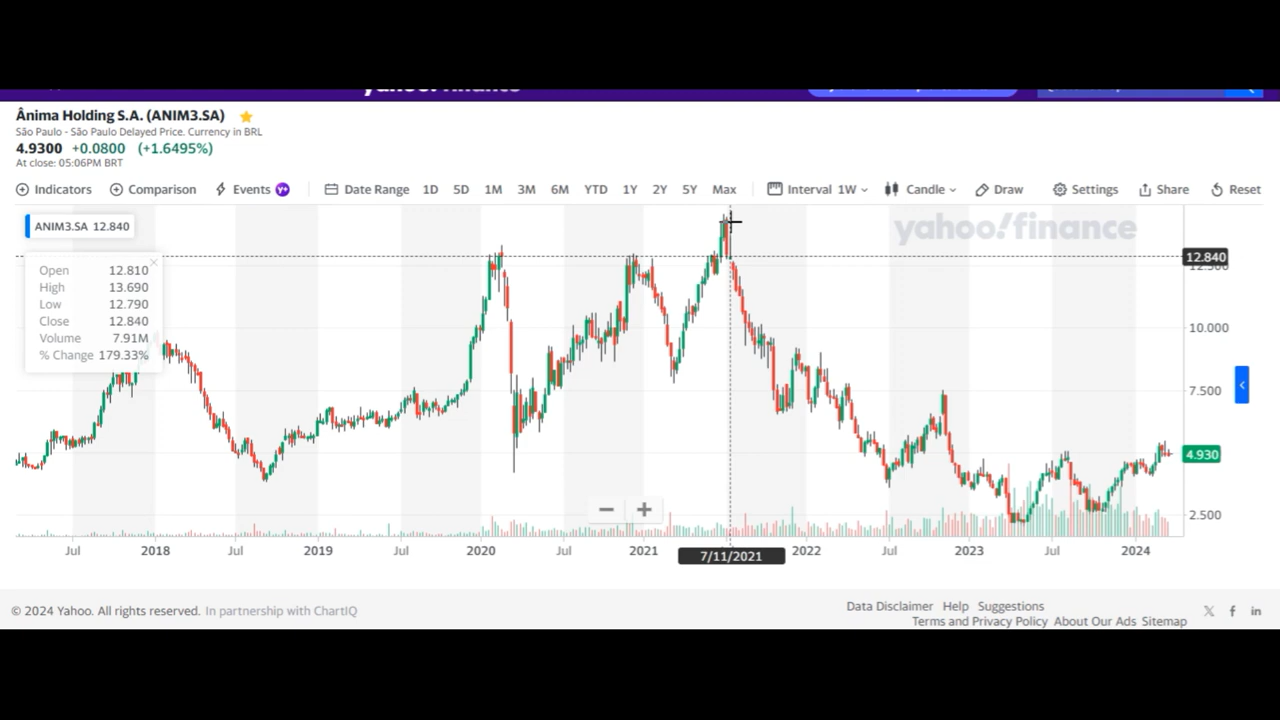 yahoo! finance
Ânima Holding S.A. (ANIM3.SA)
São Paulo - São Paulo Delayed Price. Currency in BRL
4.9300 +0.0800 (+1.6495%)
At close: 05:06PM BRT
Indicators Comparison Events Y+ Date Range 1D 5D 1M 3M 6M YTD 1Y 2Y 5Y Max Interval 1W Candle Draw Settings Share Reset
ANIM3.SA 12.840
yahoo!finance
Open 12.810
High 13.690
Low 12.790
Close 12.840
Volume 7.91M
% Change 179.33%
12.840
12.500
10.000
7.500
4.930
2.500
Jul 2018 Jul 2019 Jul 2020 Jul 2021 2022 Jul 2023 Jul 2024
7/11/2021
© 2024 Yahoo. All rights reserved. In partnership with ChartIQ
Data Disclaimer Help Suggestions
Terms and Privacy Policy About Our Ads Sitemap